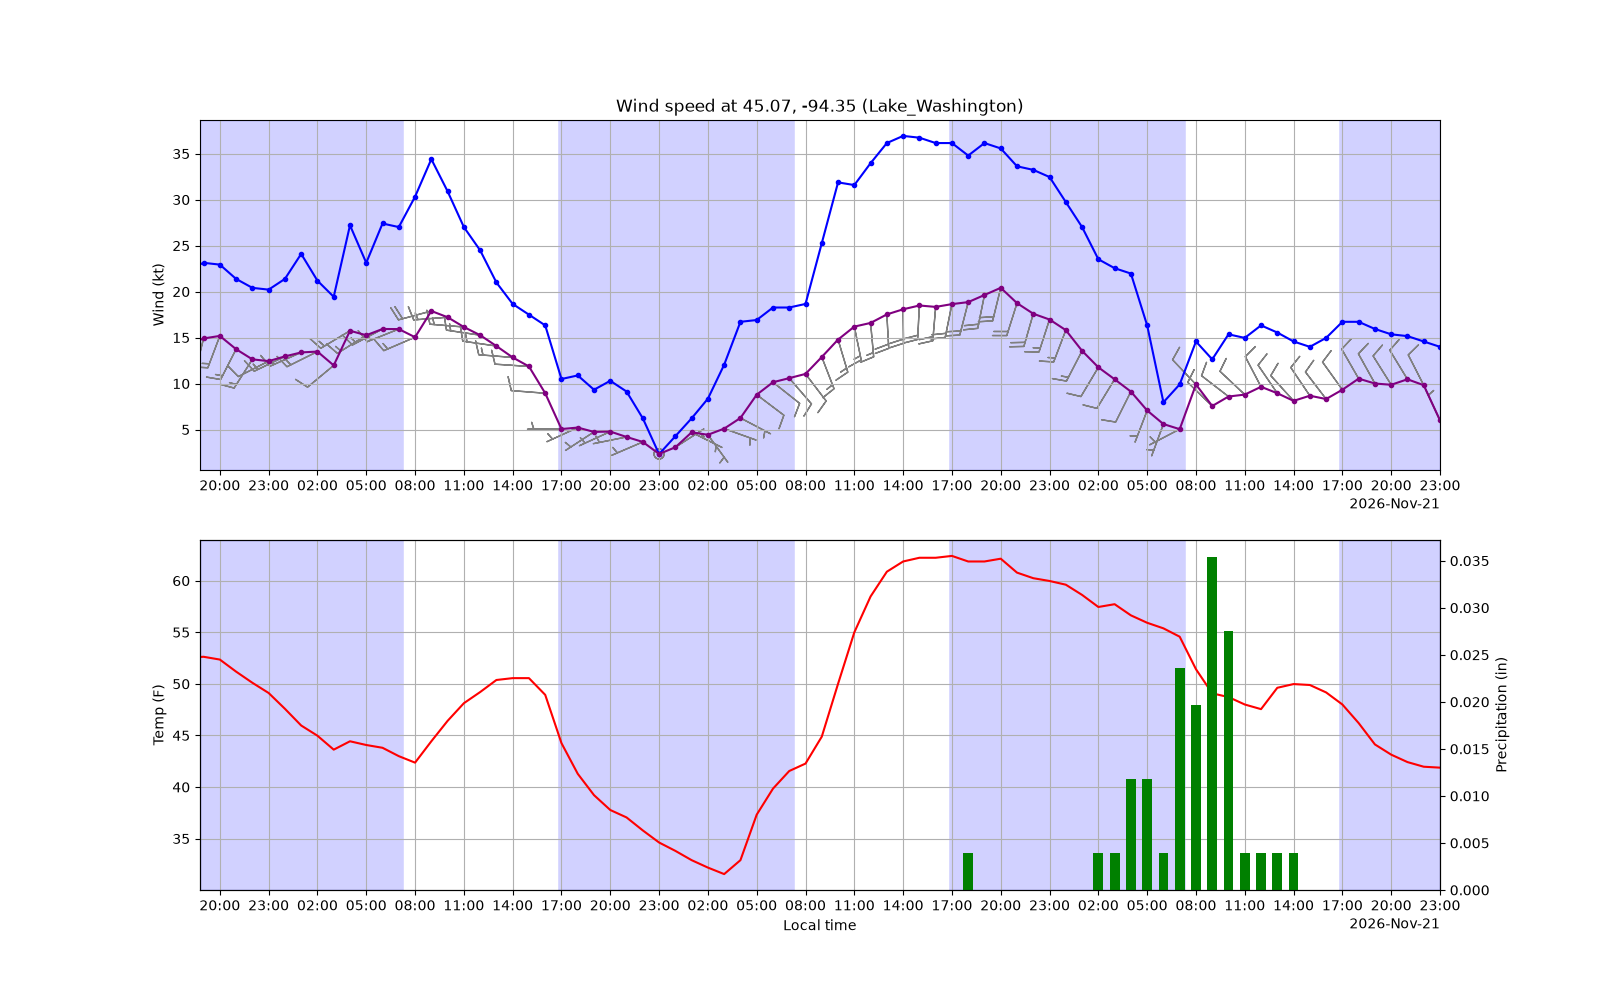 Wind speed at 45.07, -94.35 (Lake_Washington)
Wind (kt)
35
30
25
20
15
10
5
20:00 23:00 02:00 05:00 08:00 11:00 14:00 17:00 20:00 23:00 02:00 05:00 08:00 11:00 14:00 17:00 20:00 23:00 02:00 05:00 08:00 11:00 14:00 17:00 20:00 23:00
2026-Nov-21
Temp (F)
60
55
50
45
40
35
0.035
0.030
0.025
0.020
0.015
0.010
0.005
0.000
Precipitation (in)
20:00 23:00 02:00 05:00 08:00 11:00 14:00 17:00 20:00 23:00 02:00 05:00 08:00 11:00 14:00 17:00 20:00 23:00 02:00 05:00 08:00 11:00 14:00 17:00 20:00 23:00
Local time
2026-Nov-21